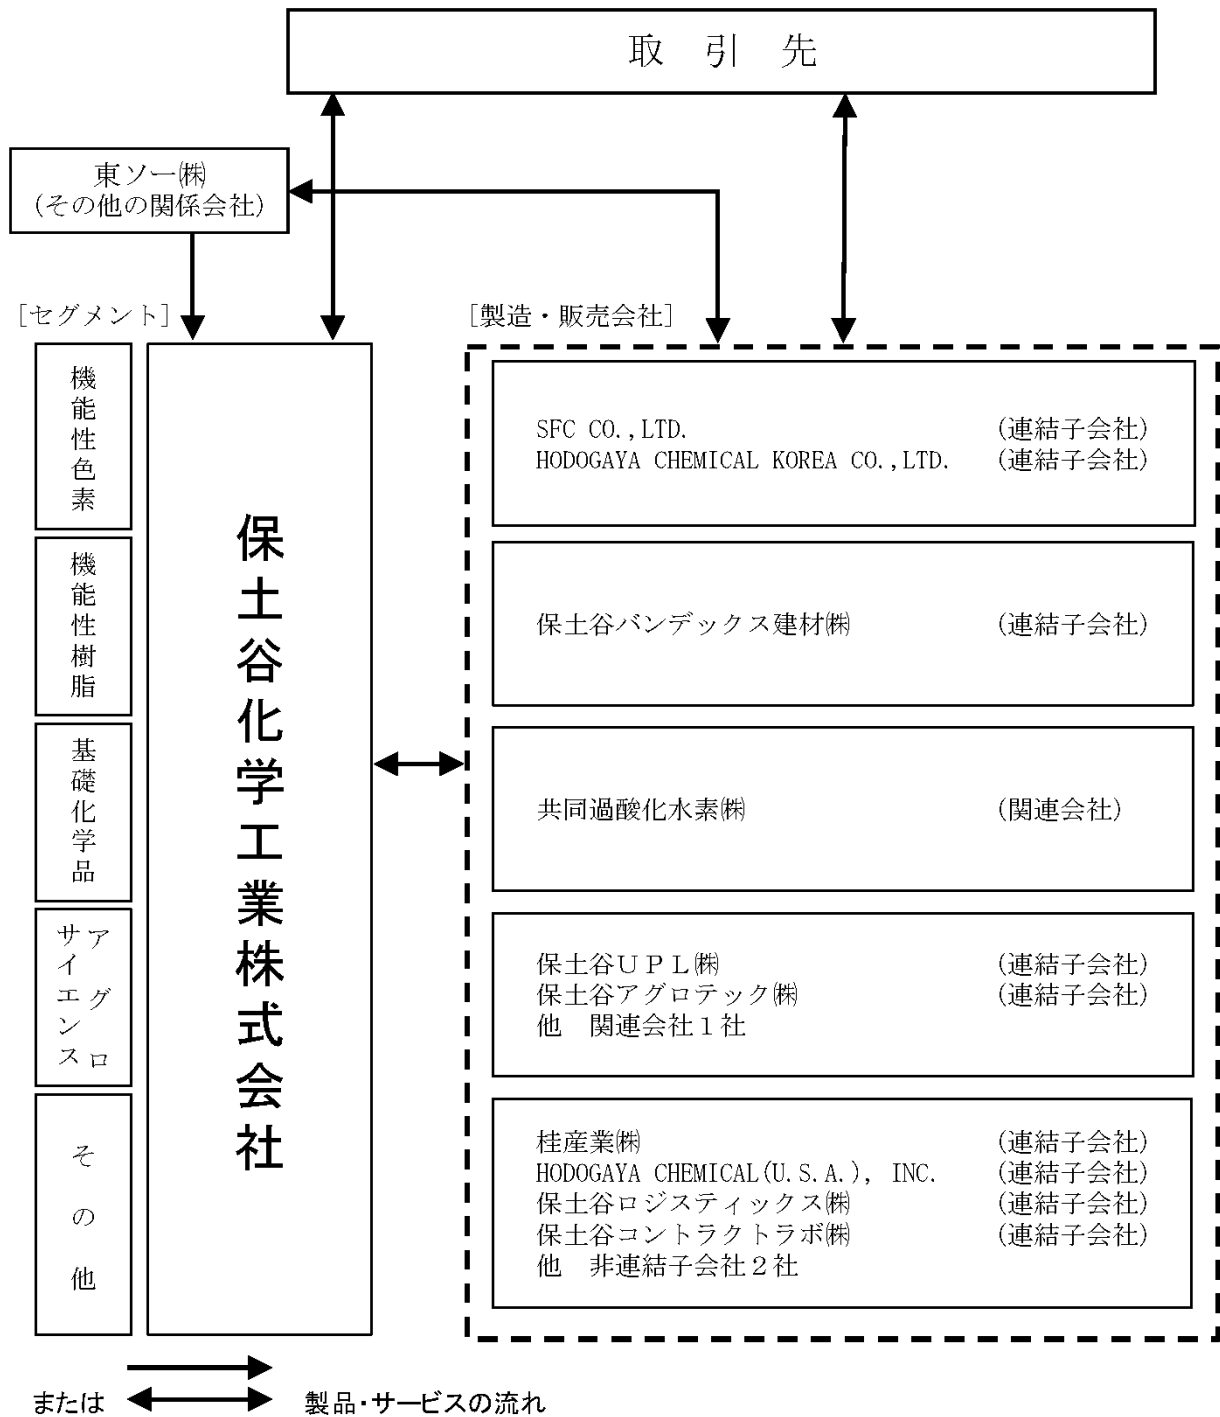 取引先
東ソー㈱
(その他の関係会社)
[セグメント]
[製造・販売会社]
機能性色素
機能性樹脂
基礎化学品
アグロ
サイエンス
その他
保土谷化学工業株式会社
SFC CO.,LTD. (連結子会社)
HODOGAYA CHEMICAL KOREA CO.,LTD. (連結子会社)
保土谷バンデックス建材㈱ (連結子会社)
共同過酸化水素㈱ (関連会社)
保土谷ＵＰＬ㈱ (連結子会社)
保土谷アグロテック㈱ (連結子会社)
他　関連会社１社
桂産業㈱ (連結子会社)
HODOGAYA CHEMICAL(U.S.A.), INC. (連結子会社)
保土谷ロジスティックス㈱ (連結子会社)
保土谷コントラクトラボ㈱ (連結子会社)
他　非連結子会社２社
または 製品・サービスの流れ